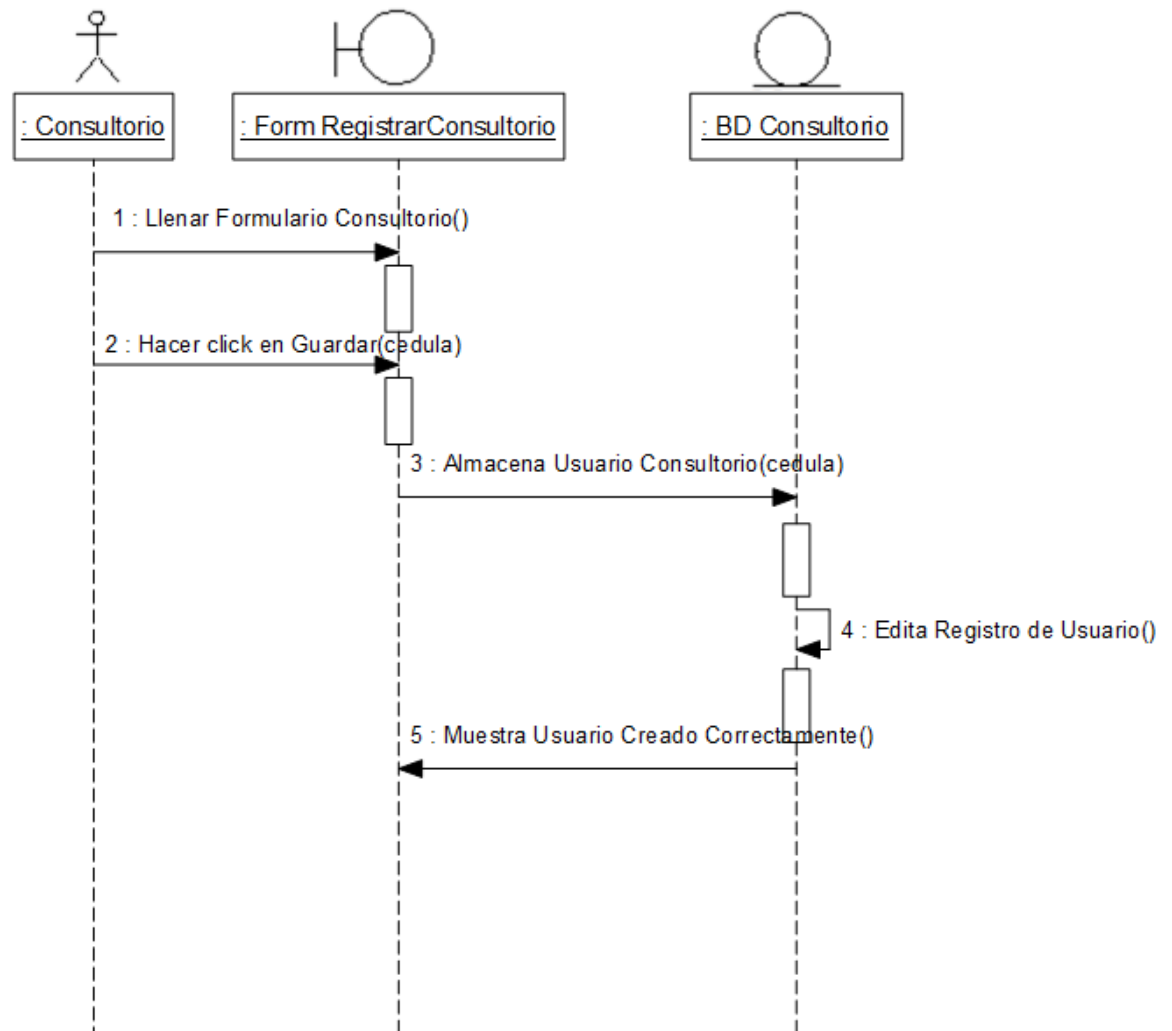 : Consultorio
: Form RegistrarConsultorio
: BD Consultorio
1 : Llenar Formulario Consultorio()
2 : Hacer click en Guardar(cedula)
3 : Almacena Usuario Consultorio(cedula)
4 : Edita Registro de Usuario()
5 : Muestra Usuario Creado Correctamente()